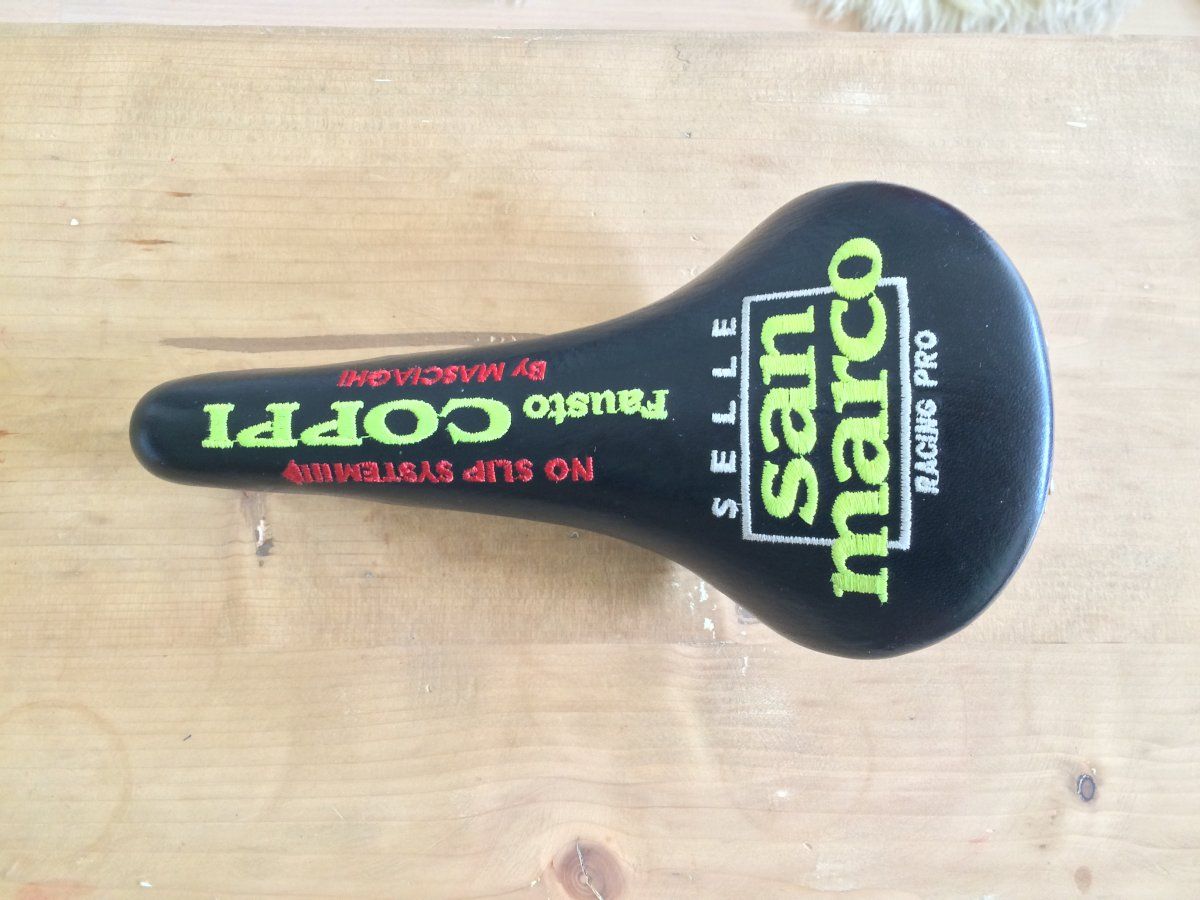 SELLE
san
marco
RACING PRO
NO SLIP SYSTEM
Fausto COPPI
By MASCIAGHI